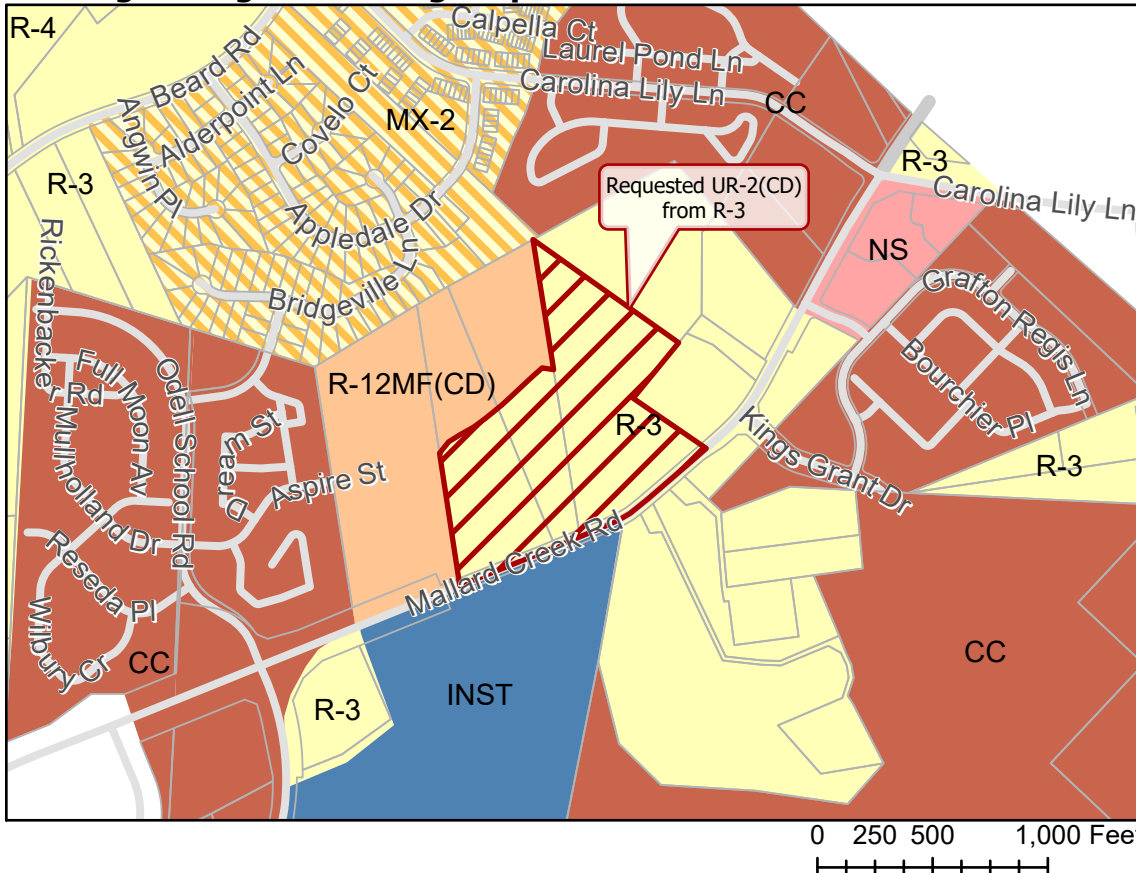 R-4
Calpella Ct
Beard Rd
Laurel Pond Ln
Alderpoint Ln
Carolina Lily Ln
CC
Covelo Ct
Angwin Pl
MX-2
R-3
R-3
Requested UR-2(CD)
from R-3
Carolina Lily Ln
Appledale Dr
NS
Rickenbacke
r Rd
Bridgeville Ln
Grafton Regis Ln
Full Moon Av
Odell School Rd
Bourchier Pl
R-12MF(CD)
Mullholland Dr
Dream St
R-3
Kings Grant Dr
R-3
Aspire St
Mallard Creek Rd
Reseda Pl
Wilbury Cr
CC
CC
INST
R-3
0 250 500 1,000 Feet